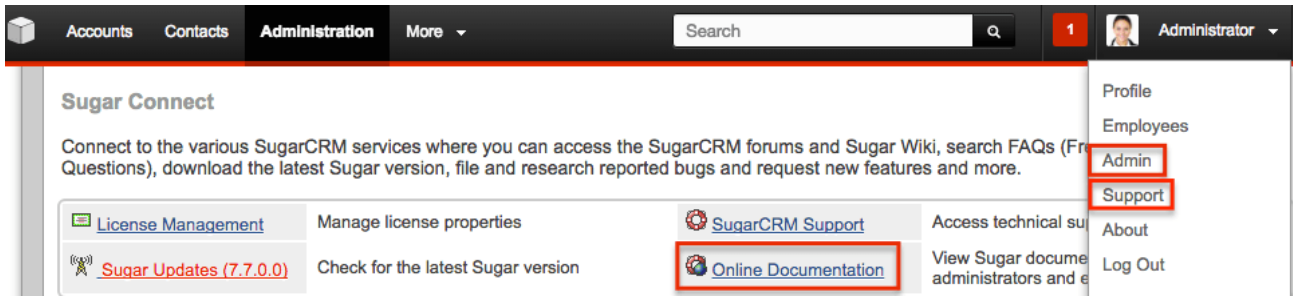 Accounts Contacts Administration More Search 1 Administrator
Sugar Connect
Connect to the various SugarCRM services where you can access the SugarCRM forums and Sugar Wiki, search FAQs
Questions), download the latest Sugar version, file and research reported bugs and request new features and more.
License Management Manage license properties SugarCRM Support Access technical
Sugar Updates (7.7.0.0) Check for the latest Sugar version Online Documentation View Sugar
administrators and
Profile
Employees
Admin
Support
About
Log Out